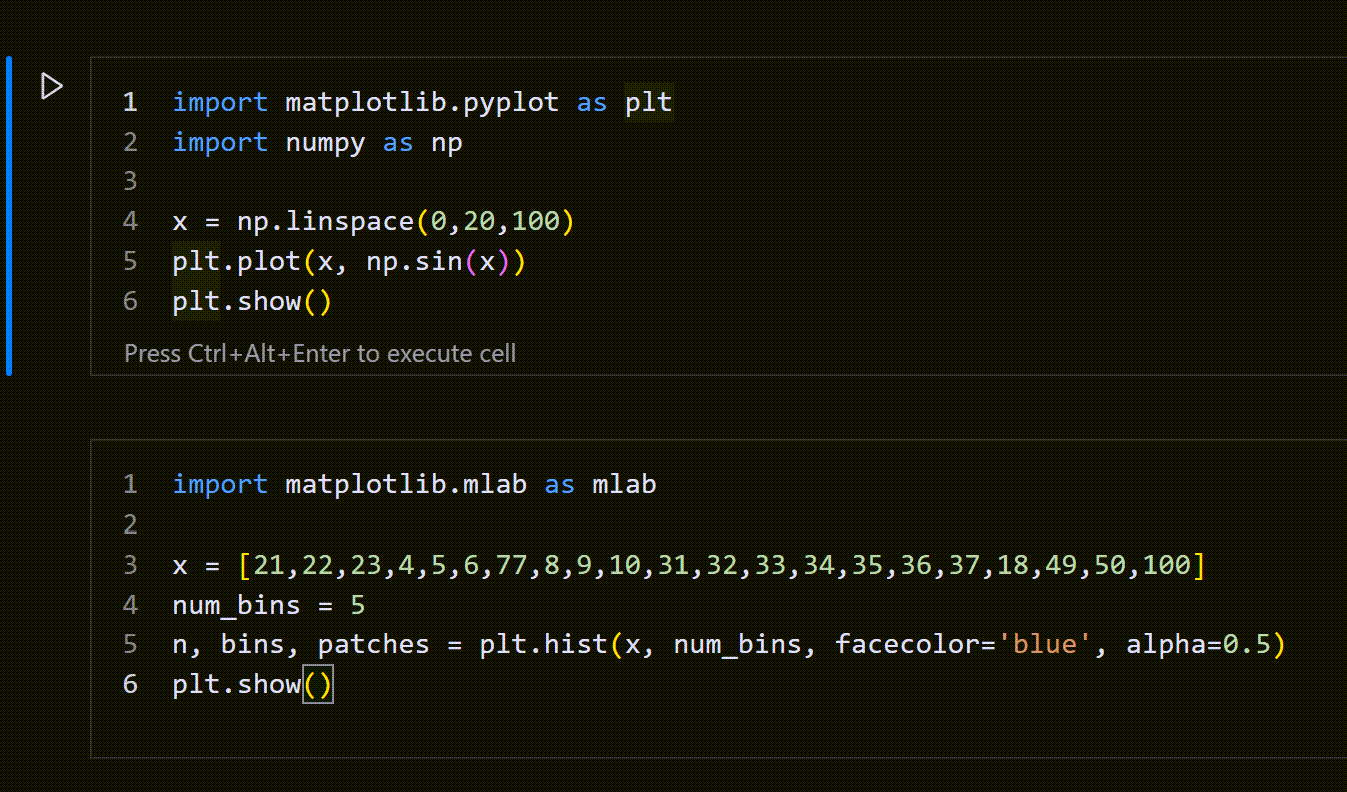 1 import matplotlib.pyplot as plt
2 import numpy as np
3
4 x = np.linspace(0,20,100)
5 plt.plot(x, np.sin(x))
6 plt.show()
Press Ctrl+Alt+Enter to execute cell
1 import matplotlib.mlab as mlab
2
3 x = [21,22,23,4,5,6,77,8,9,10,31,32,33,34,35,36,37,18,49,50,100]
4 num_bins = 5
5 n, bins, patches = plt.hist(x, num_bins, facecolor='blue', alpha=0.5)
6 plt.show()